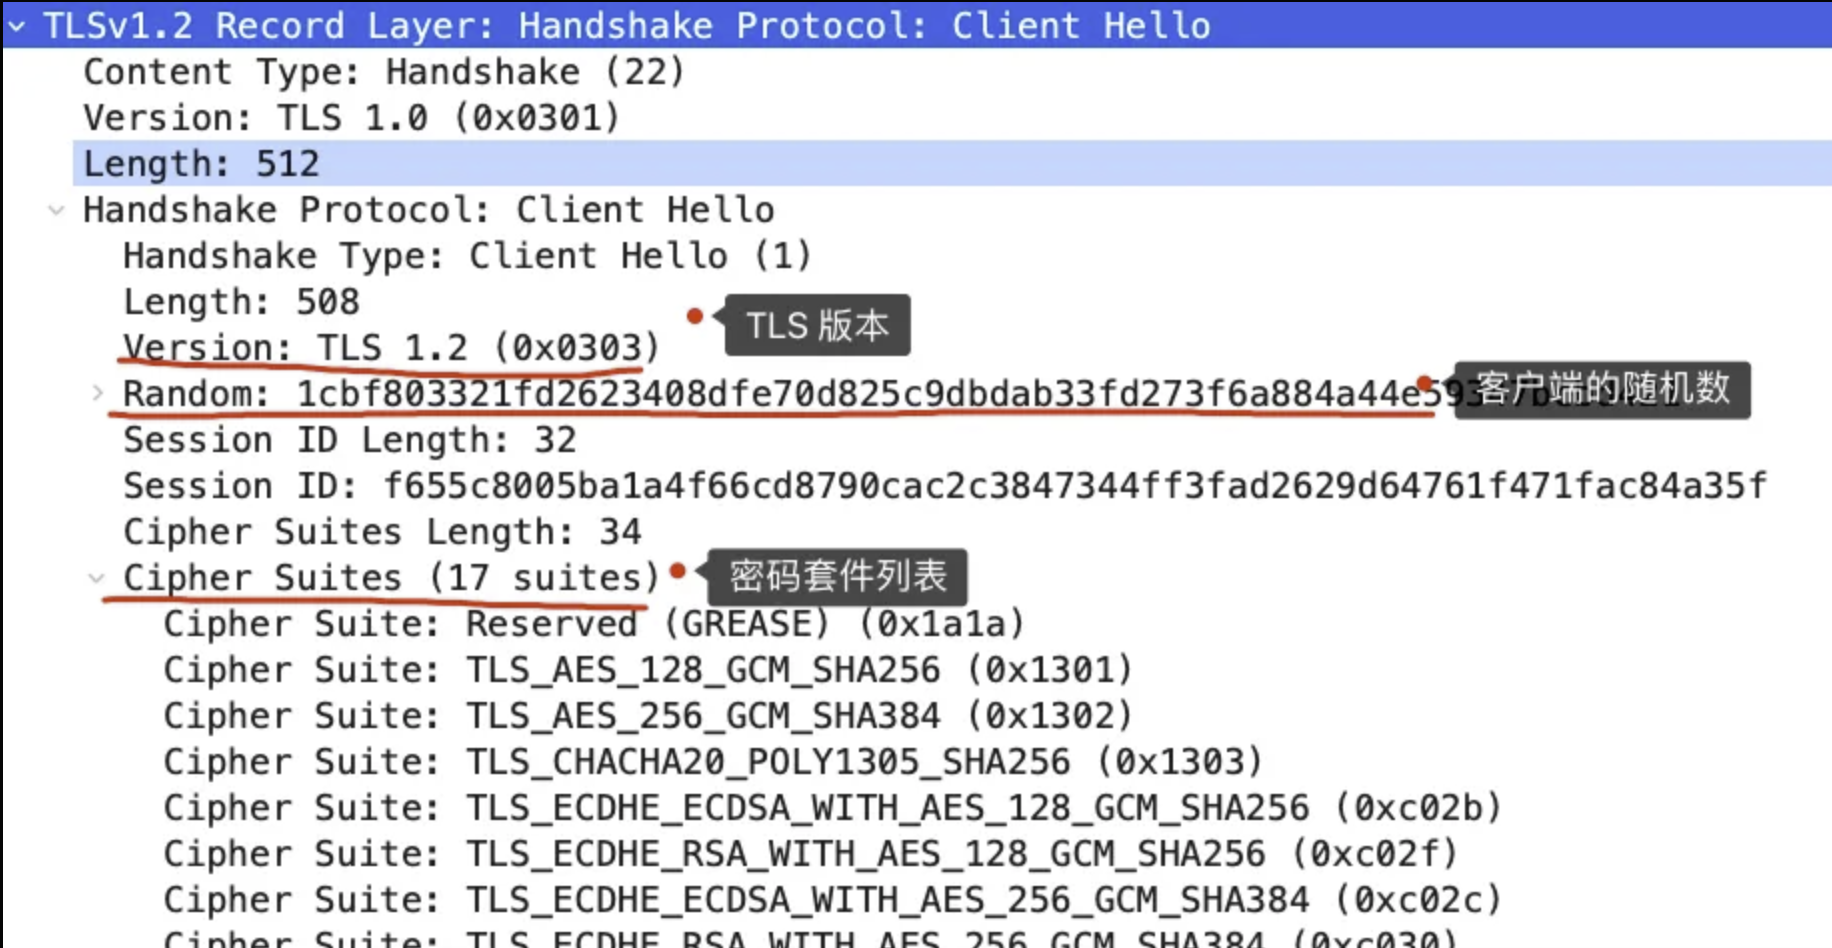 TLSv1.2 Record Layer: Handshake Protocol: Client Hello
Content Type: Handshake (22)
Version: TLS 1.0 (0x0301)
Length: 512
Handshake Protocol: Client Hello
Handshake Type: Client Hello (1)
Length: 508
TLS 版本
Version: TLS 1.2 (0x0303)
Random: 1cbf803321fd2623408dfe70d825c9dbdab33fd273f6a884a44e593
客户端的随机数
Session ID Length: 32
Session ID: f655c8005ba1a4f66cd8790cac2c3847344ff3fad2629d64761f471fac84a35f
Cipher Suites Length: 34
Cipher Suites (17 suites)
密码套件列表
Cipher Suite: Reserved (GREASE) (0x1a1a)
Cipher Suite: TLS_AES_128_GCM_SHA256 (0x1301)
Cipher Suite: TLS_AES_256_GCM_SHA384 (0x1302)
Cipher Suite: TLS_CHACHA20_POLY1305_SHA256 (0x1303)
Cipher Suite: TLS_ECDHE_ECDSA_WITH_AES_128_GCM_SHA256 (0xc02b)
Cipher Suite: TLS_ECDHE_RSA_WITH_AES_128_GCM_SHA256 (0xc02f)
Cipher Suite: TLS_ECDHE_ECDSA_WITH_AES_256_GCM_SHA384 (0xc02c)
Cipher Suite: TLS_ECDHE_RSA_WITH_AES_256_GCM_SHA384 (0xc030)